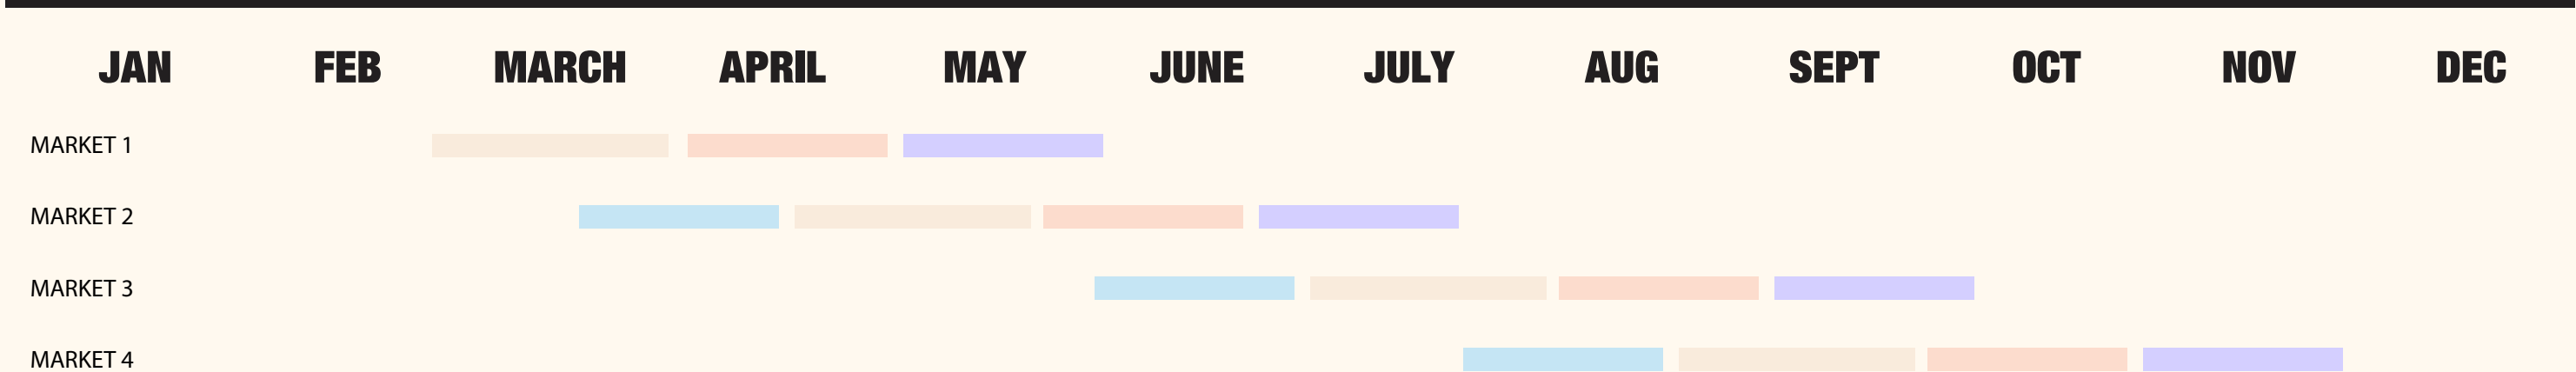 JAN FEB MARCH APRIL MAY JUNE JULY AUG SEPT OCT NOV DEC
MARKET 1
MARKET 2
MARKET 3
MARKET 4